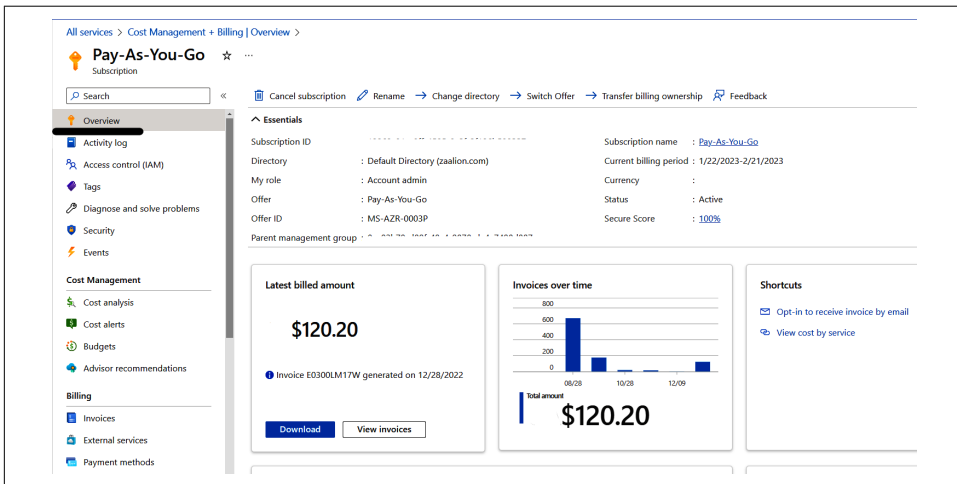 All services > Cost Management + Billing | Overview >
Pay-As-You-Go ☆ ...
Subscription
Search «
Cancel subscription Rename → Change directory → Switch Offer → Transfer billing ownership Feedback
Overview
Activity log
Access control (IAM)
Tags
Diagnose and solve problems
Security
Events
Cost Management
Cost analysis
Cost alerts
Budgets
Advisor recommendations
Billing
Invoices
External services
Payment methods
Essentials
Subscription ID
Subscription name : Pay-As-You-Go
Directory : Default Directory (zaalion.com)
Current billing period : 1/22/2023-2/21/2023
My role : Account admin
Currency :
Offer : Pay-As-You-Go
Status : Active
Offer ID : MS-AZR-0003P
Secure Score : 100%
Parent management group :
Latest billed amount
$120.20
Invoice E0300LM17W generated on 12/28/2022
Download View invoices
Invoices over time
800
600
400
200
0
08/28 10/28 12/09
Total amount
$120.20
Shortcuts
Opt-in to receive invoice by email
View cost by service